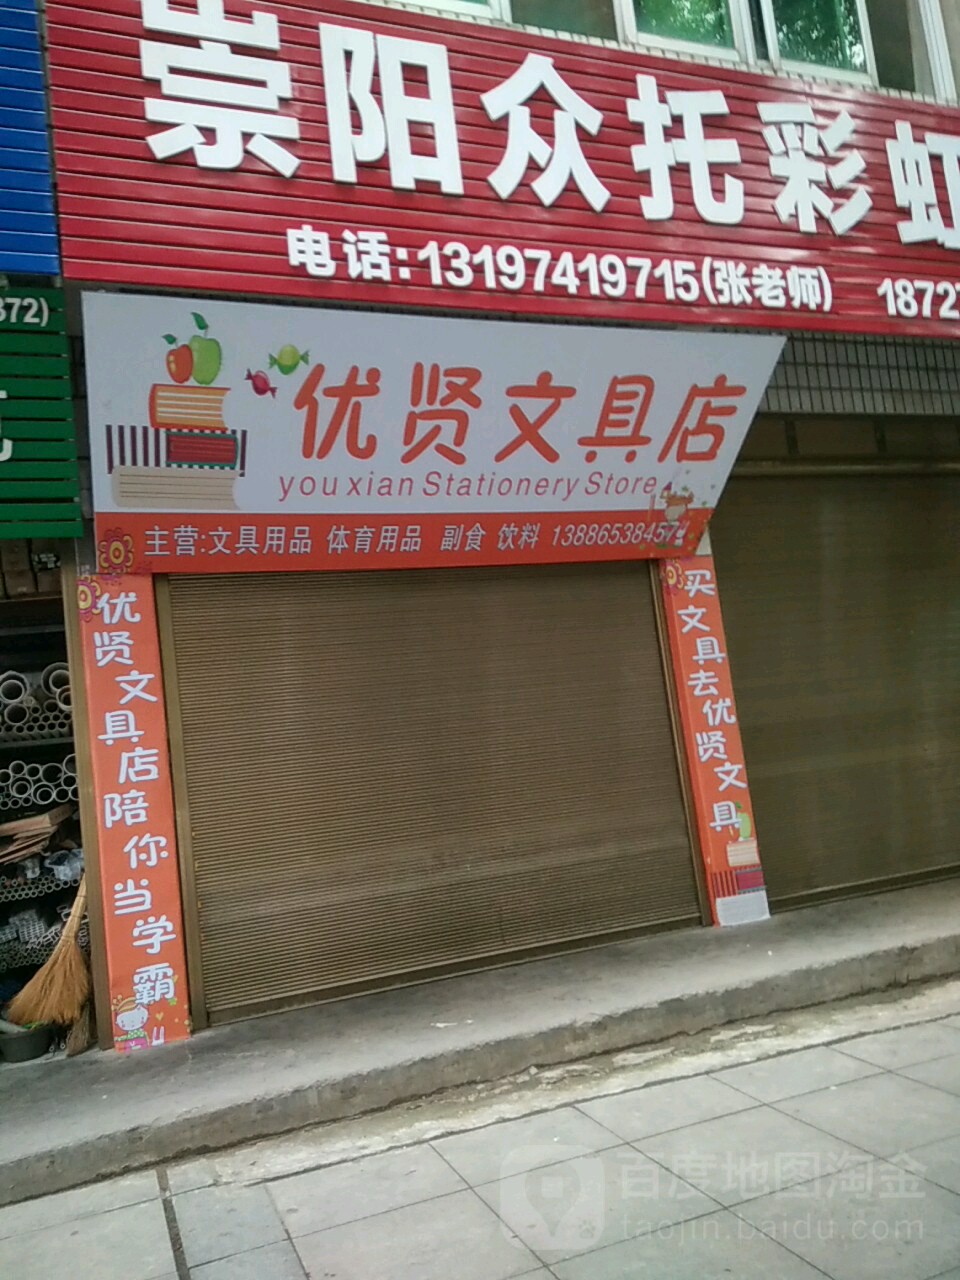 崇阳众托彩虹
电话:13197419715(张老师) 1872
372)
优贤文具店
youxian Stationery Store
主营:文具用品 体育用品 副食 饮料 13886538457
优贤文具店陪你当学霸
买文具去优贤文具
百度地图淘金
taojin.baidu.com